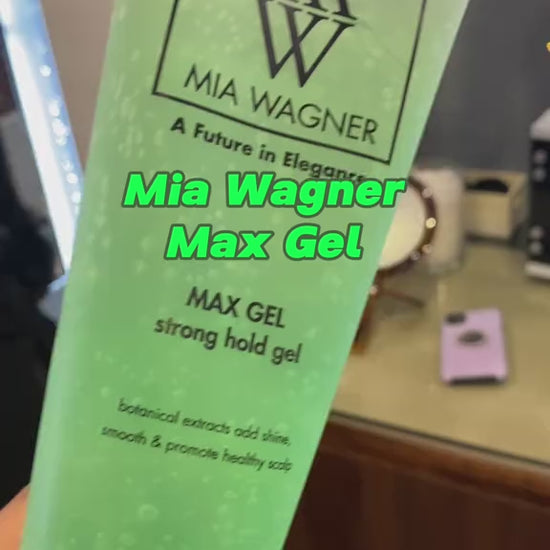 MIA WAGNER
A Future in Elegance
Mia Wagner
Max Gel
MAX GEL
strong hold gel
botanical extracts add shine,
smooth & promote healthy scalp